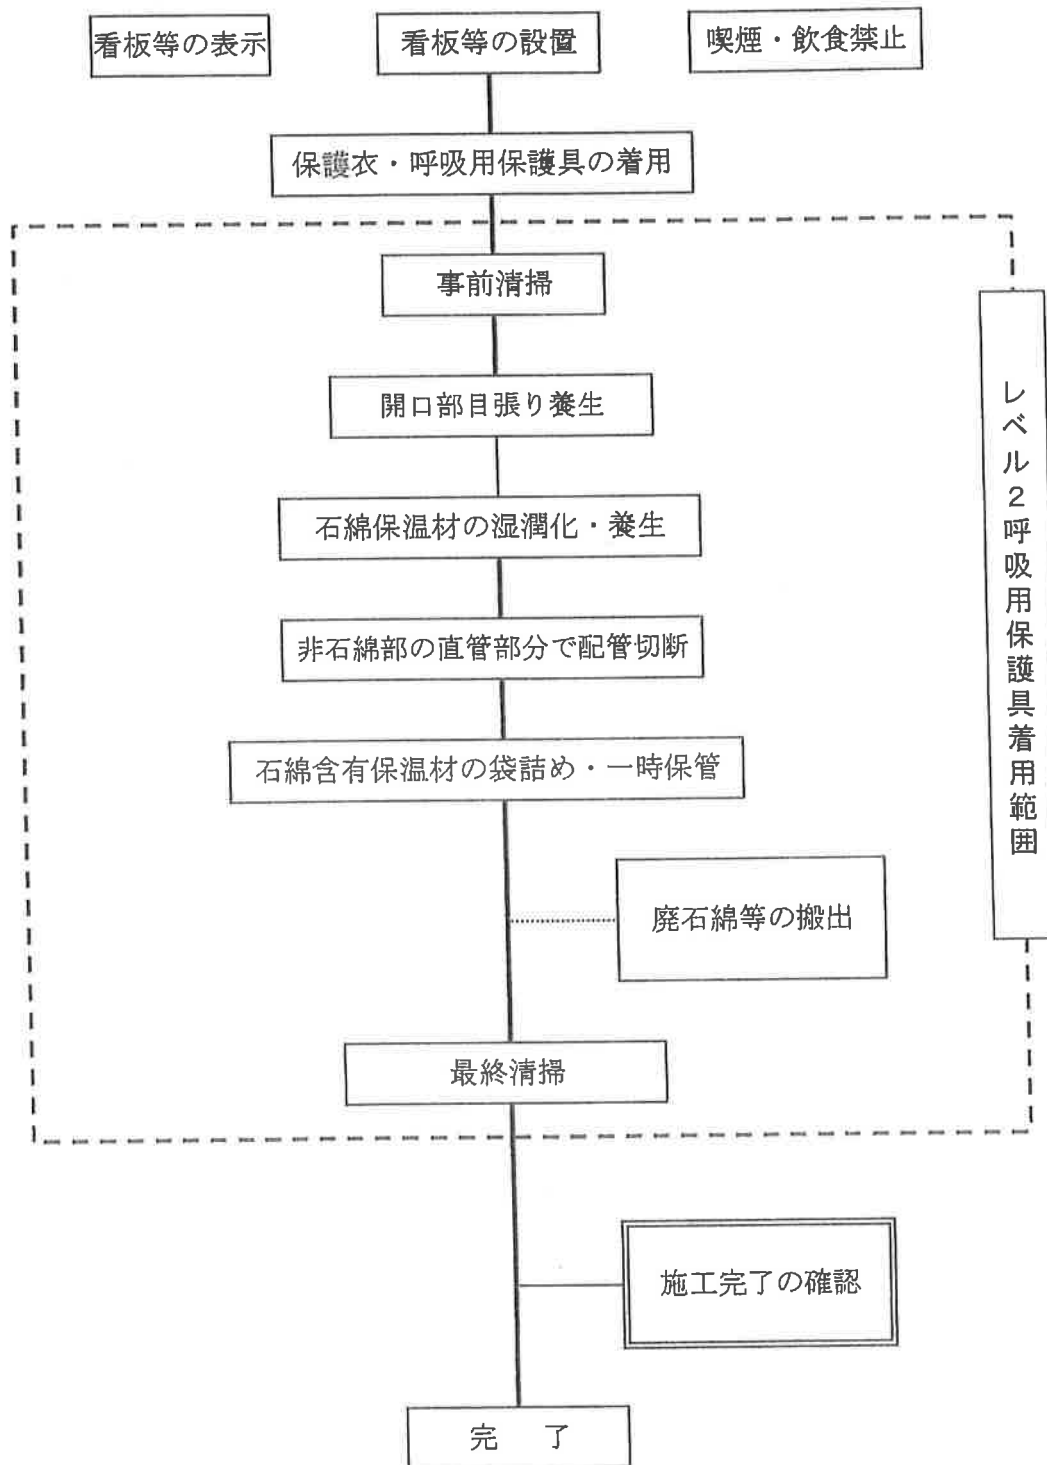 看板等の表示
看板等の設置
喫煙・飲食禁止
保護衣・呼吸用保護具の着用
事前清掃
開口部目張り養生
レベル2呼吸用保護具着用範囲
石綿保温材の湿潤化・養生
非石綿部の直管部分で配管切断
石綿含有保温材の袋詰め・一時保管
廃石綿等の搬出
最終清掃
施工完了の確認
完 了